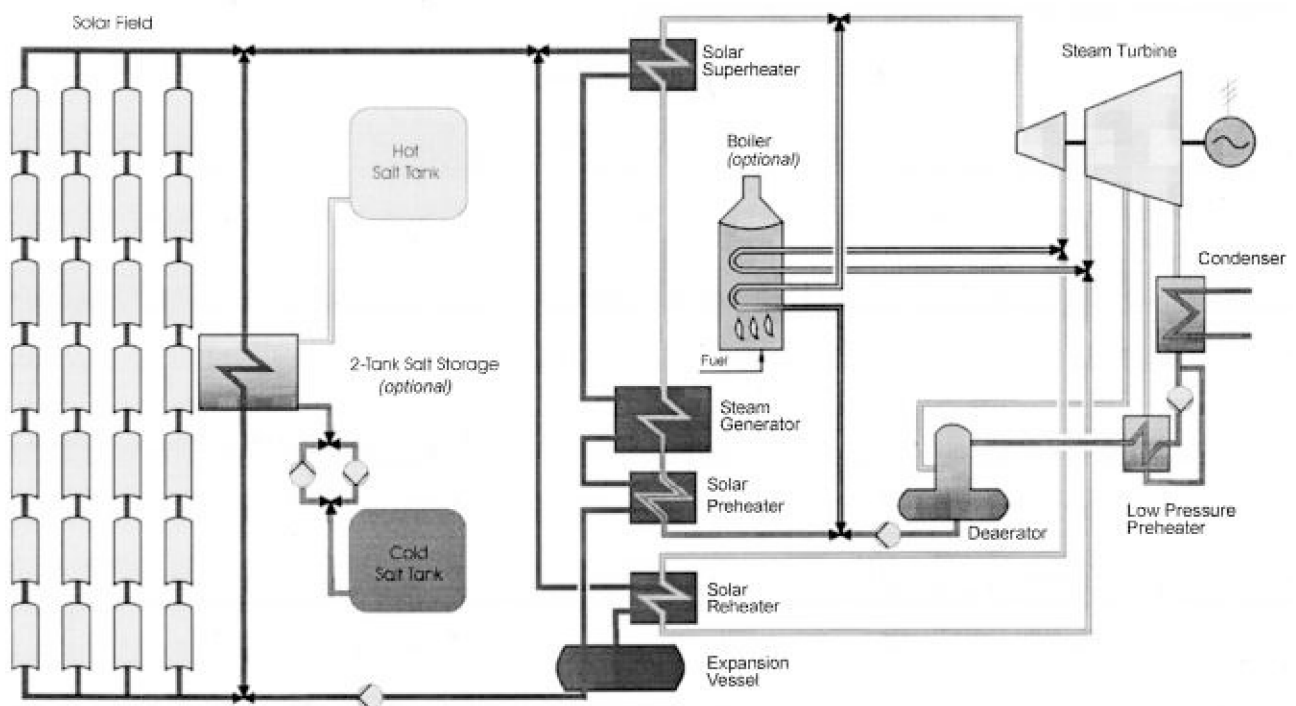 Solar Field
Solar
Superheater
Steam Turbine
Hot
Salt Tank
Boiler
(optional)
Condenser
2-Tank Salt Storage
(optional)
Fuel
Steam
Generator
Solar
Preheater
Low Pressure
Preheater
Deaerator
Cold
Salt Tank
Solar
Reheater
Expansion
Vessel